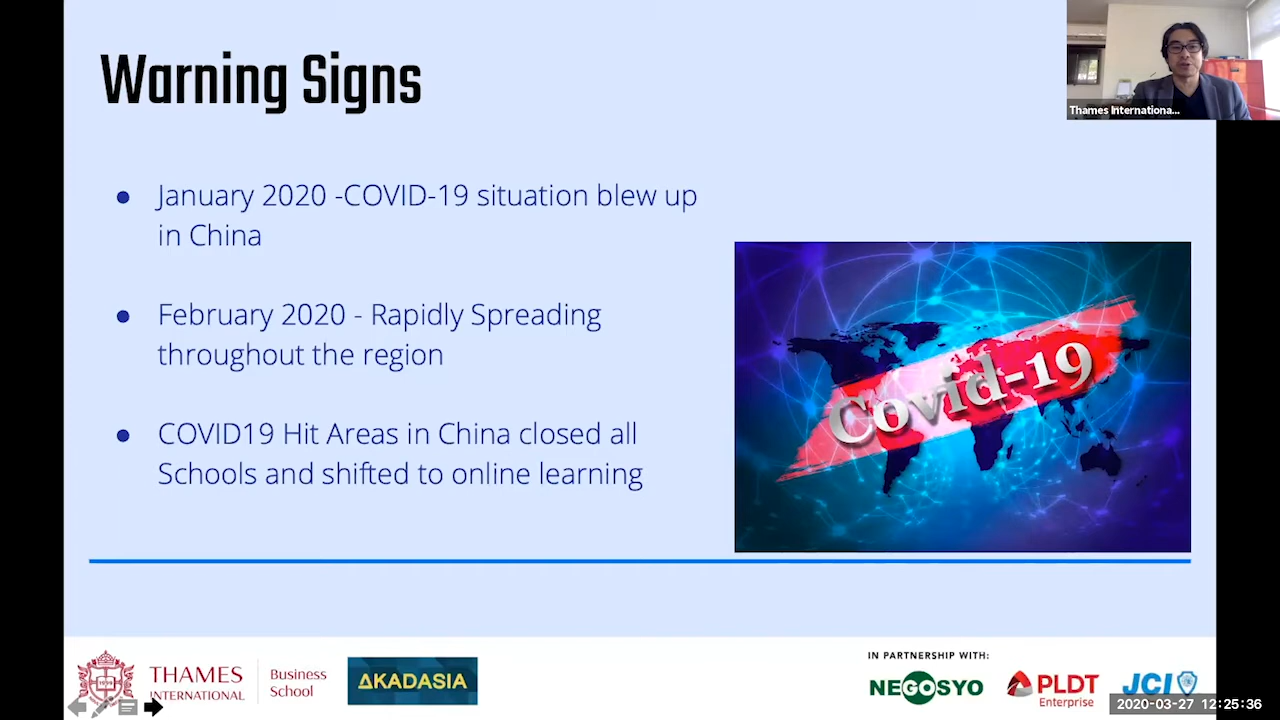 Warning Signs
Thames Internationa...
● January 2020 -COVID-19 situation blew up
in China
● February 2020 - Rapidly Spreading
throughout the region
● COVID19 Hit Areas in China closed all
Schools and shifted to online learning
Covid-19
THAMES
INTERNATIONAL
Business
School
ΔKADASIA
IN PARTNERSHIP WITH:
NEGOSYO
PLDT
Enterprise
JCI
2020-03-27 12:25:36